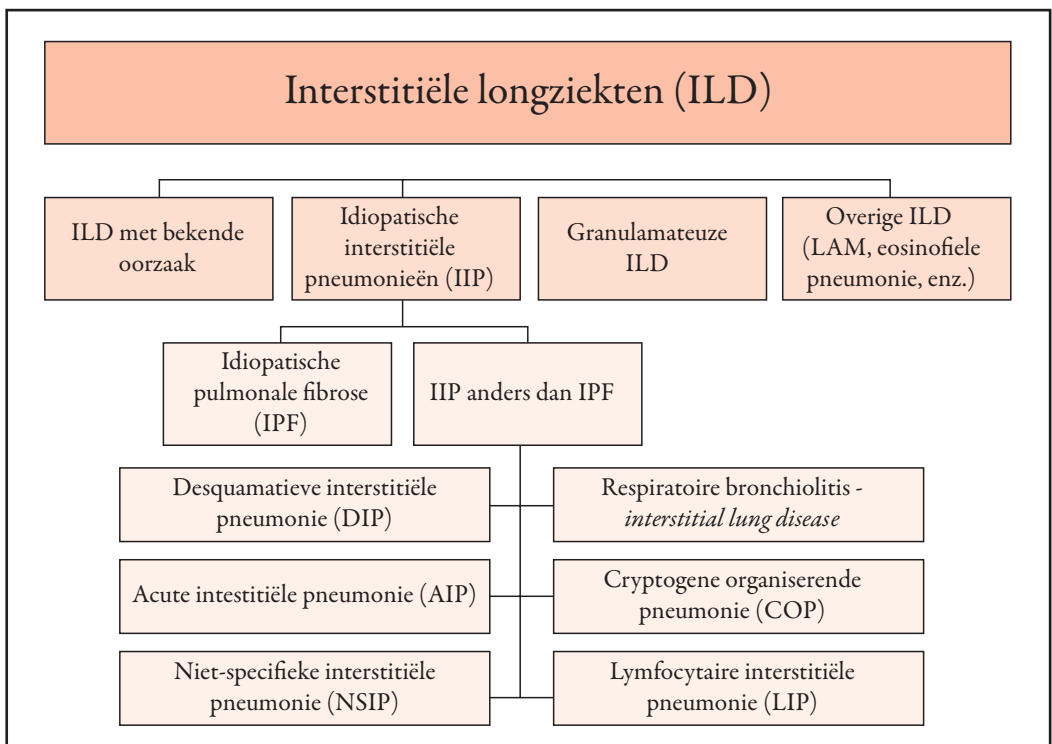 Interstitiële longziekten (ILD)
ILD met bekende
oorzaak
Idiopatische
interstitiële
pneumonieën (IIP)
Granulamateuze
ILD
Overige ILD
(LAM, eosinofiele
pneumonie, enz.)
Idiopatische
pulmonale fibrose
(IPF)
IIP anders dan IPF
Desquamatieve interstitiële
pneumonie (DIP)
Respiratoire bronchiolitis -
interstitial lung disease
Acute intestitiële pneumonie (AIP)
Cryptogene organiserende
pneumonie (COP)
Niet-specifieke interstitiële
pneumonie (NSIP)
Lymfocytaire interstitiële
pneumonie (LIP)